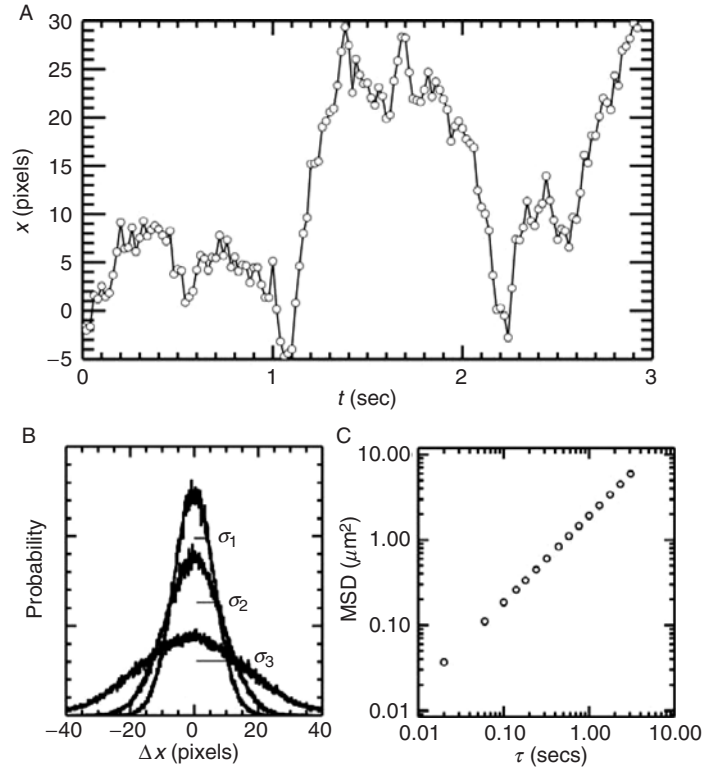 A
30
25
20
15
10
5
0
−5
x (pixels)
0 1 2 3
t (sec)
B
Probability
σ1
σ2
σ3
−40 −20 0 20 40
Δx (pixels)
C
10.00
1.00
0.10
0.01
MSD (μm2)
0.01 0.10 1.00 10.00
τ (secs)